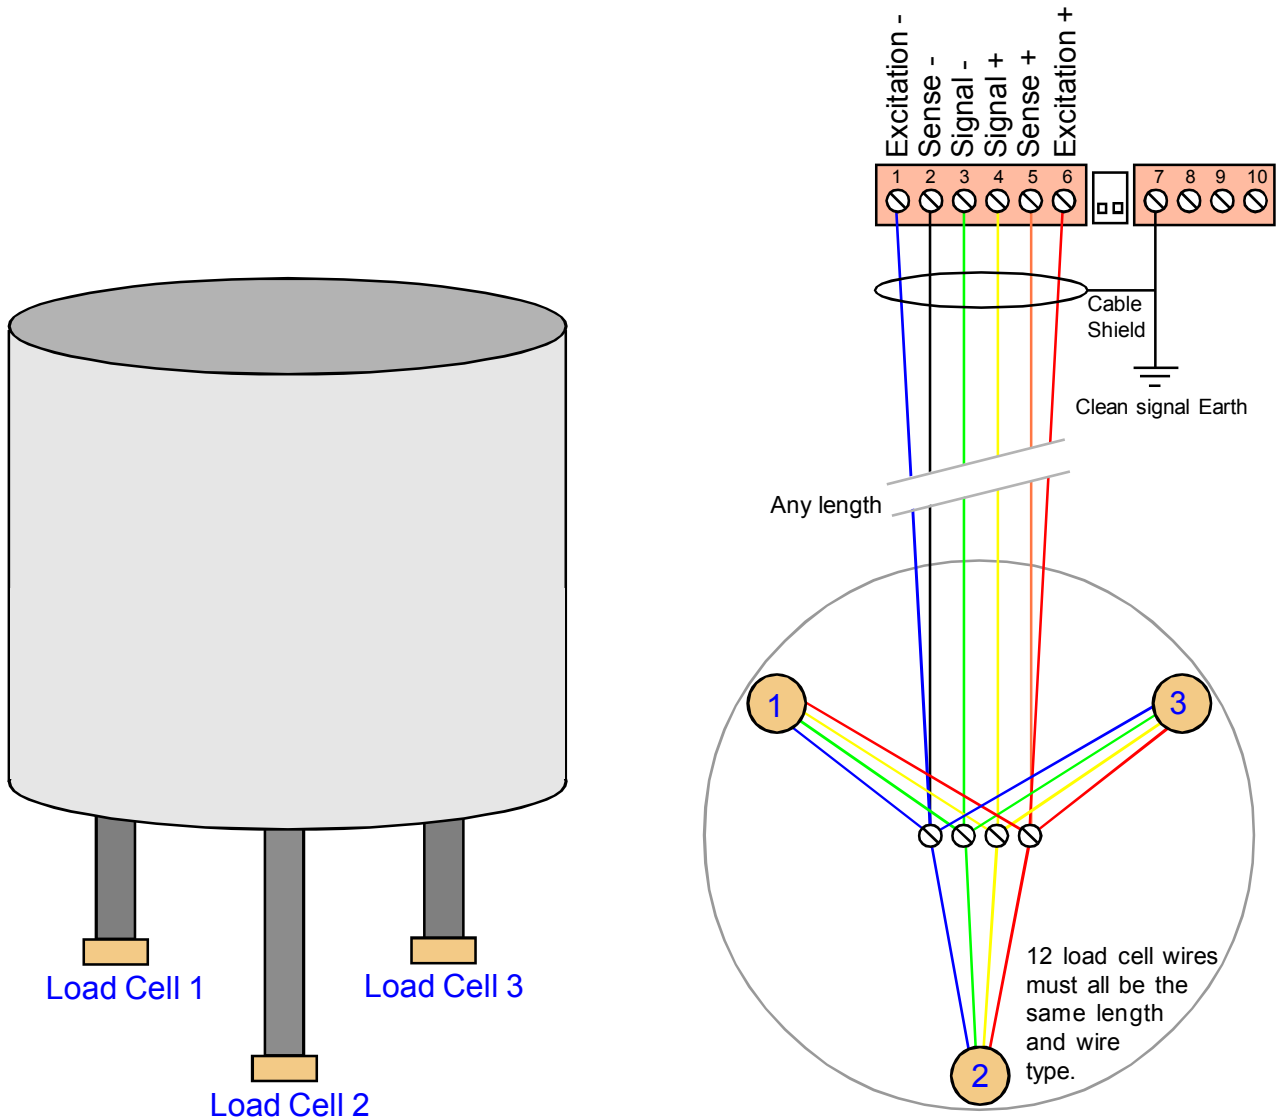 Excitation -
Sense -
Signal -
Signal +
Sense +
Excitation +
1 2 3 4 5 6 7 8 9 10
Cable
Shield
Clean signal Earth
Any length
1
3
2
12 load cell wires
must all be the
same length
and wire
type.
Load Cell 1
Load Cell 3
Load Cell 2